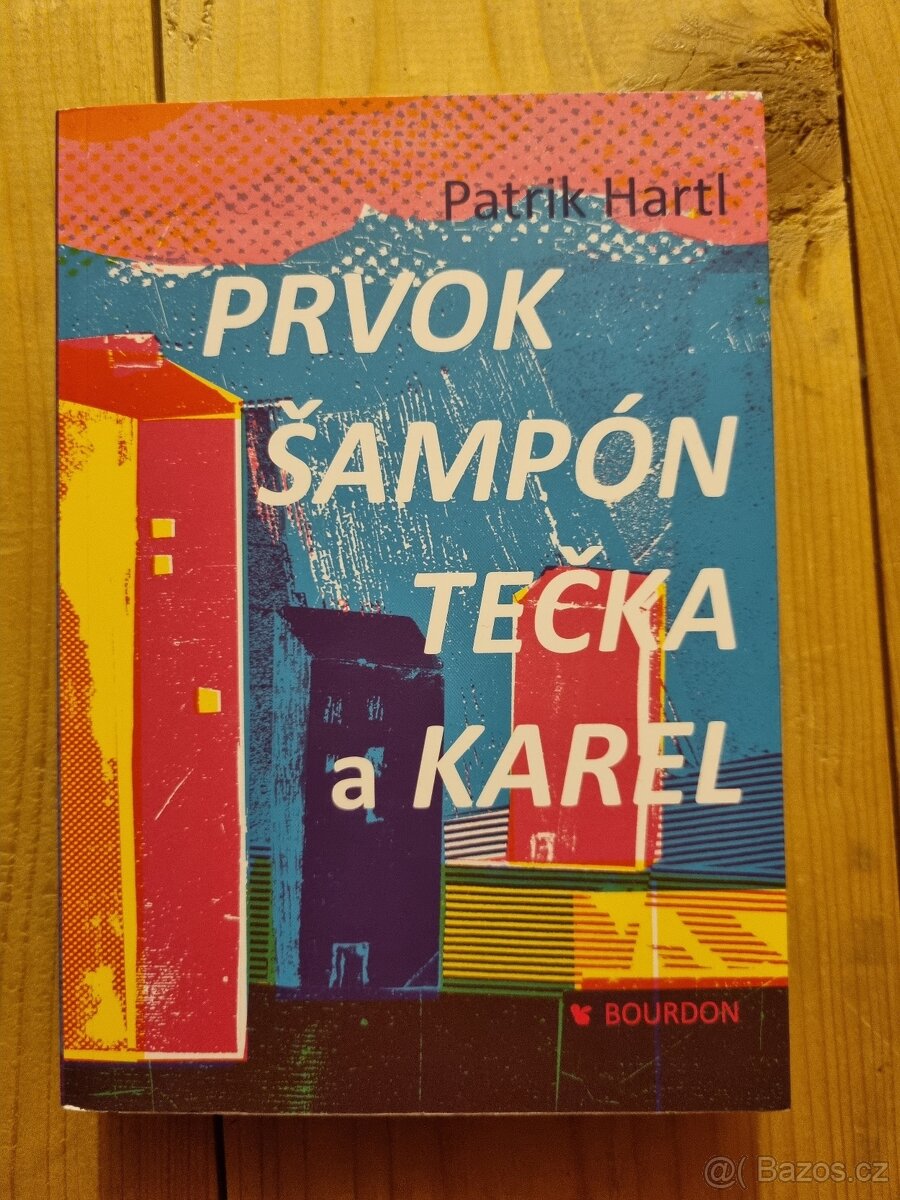 Patrik Hartl
PRVOK
ŠAMPÓN
TEČKA
a KAREL
BOURDON
@( Bazos.cz